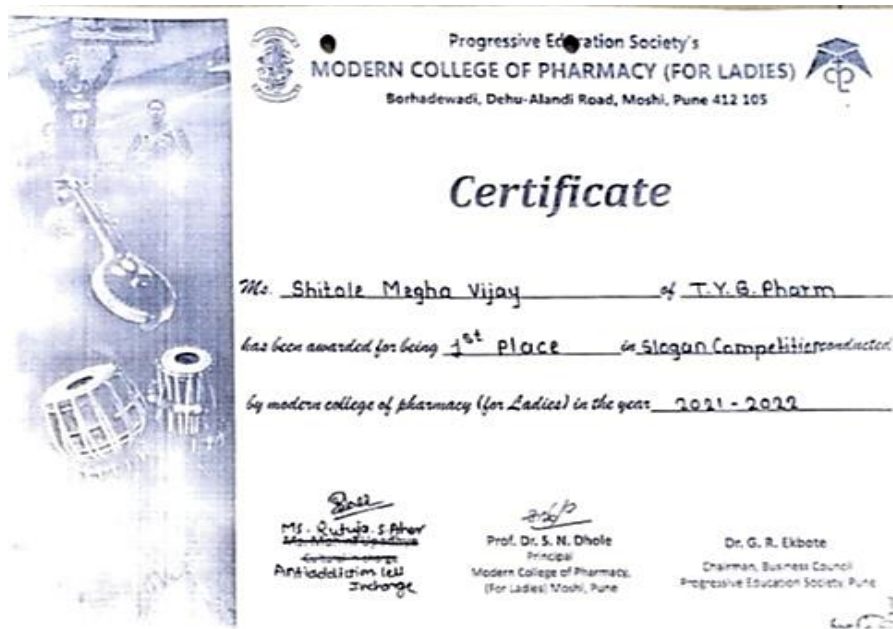 Progressive Education Society's
MODERN COLLEGE OF PHARMACY (FOR LADIES)
Borhadewadi, Dehu-Alandi Road, Moshi, Pune 412 105
Certificate
Ms. Shitole Megha Vijay of T.Y.B.Pharm
has been awarded for being 1st place in Slogan Competition conducted
by modern college of pharmacy (for Ladies) in the year 2021-2022
Ms. Rutuja. S. Aher
Antiaddiction cell
Incharge
Prof. Dr. S. N. Dhole
Principal
Modern College of Pharmacy,
(For Ladies) Moshi, Pune
Dr. G. R. Ekbote
Chairman, Business Council
Progressive Education Society, Pune